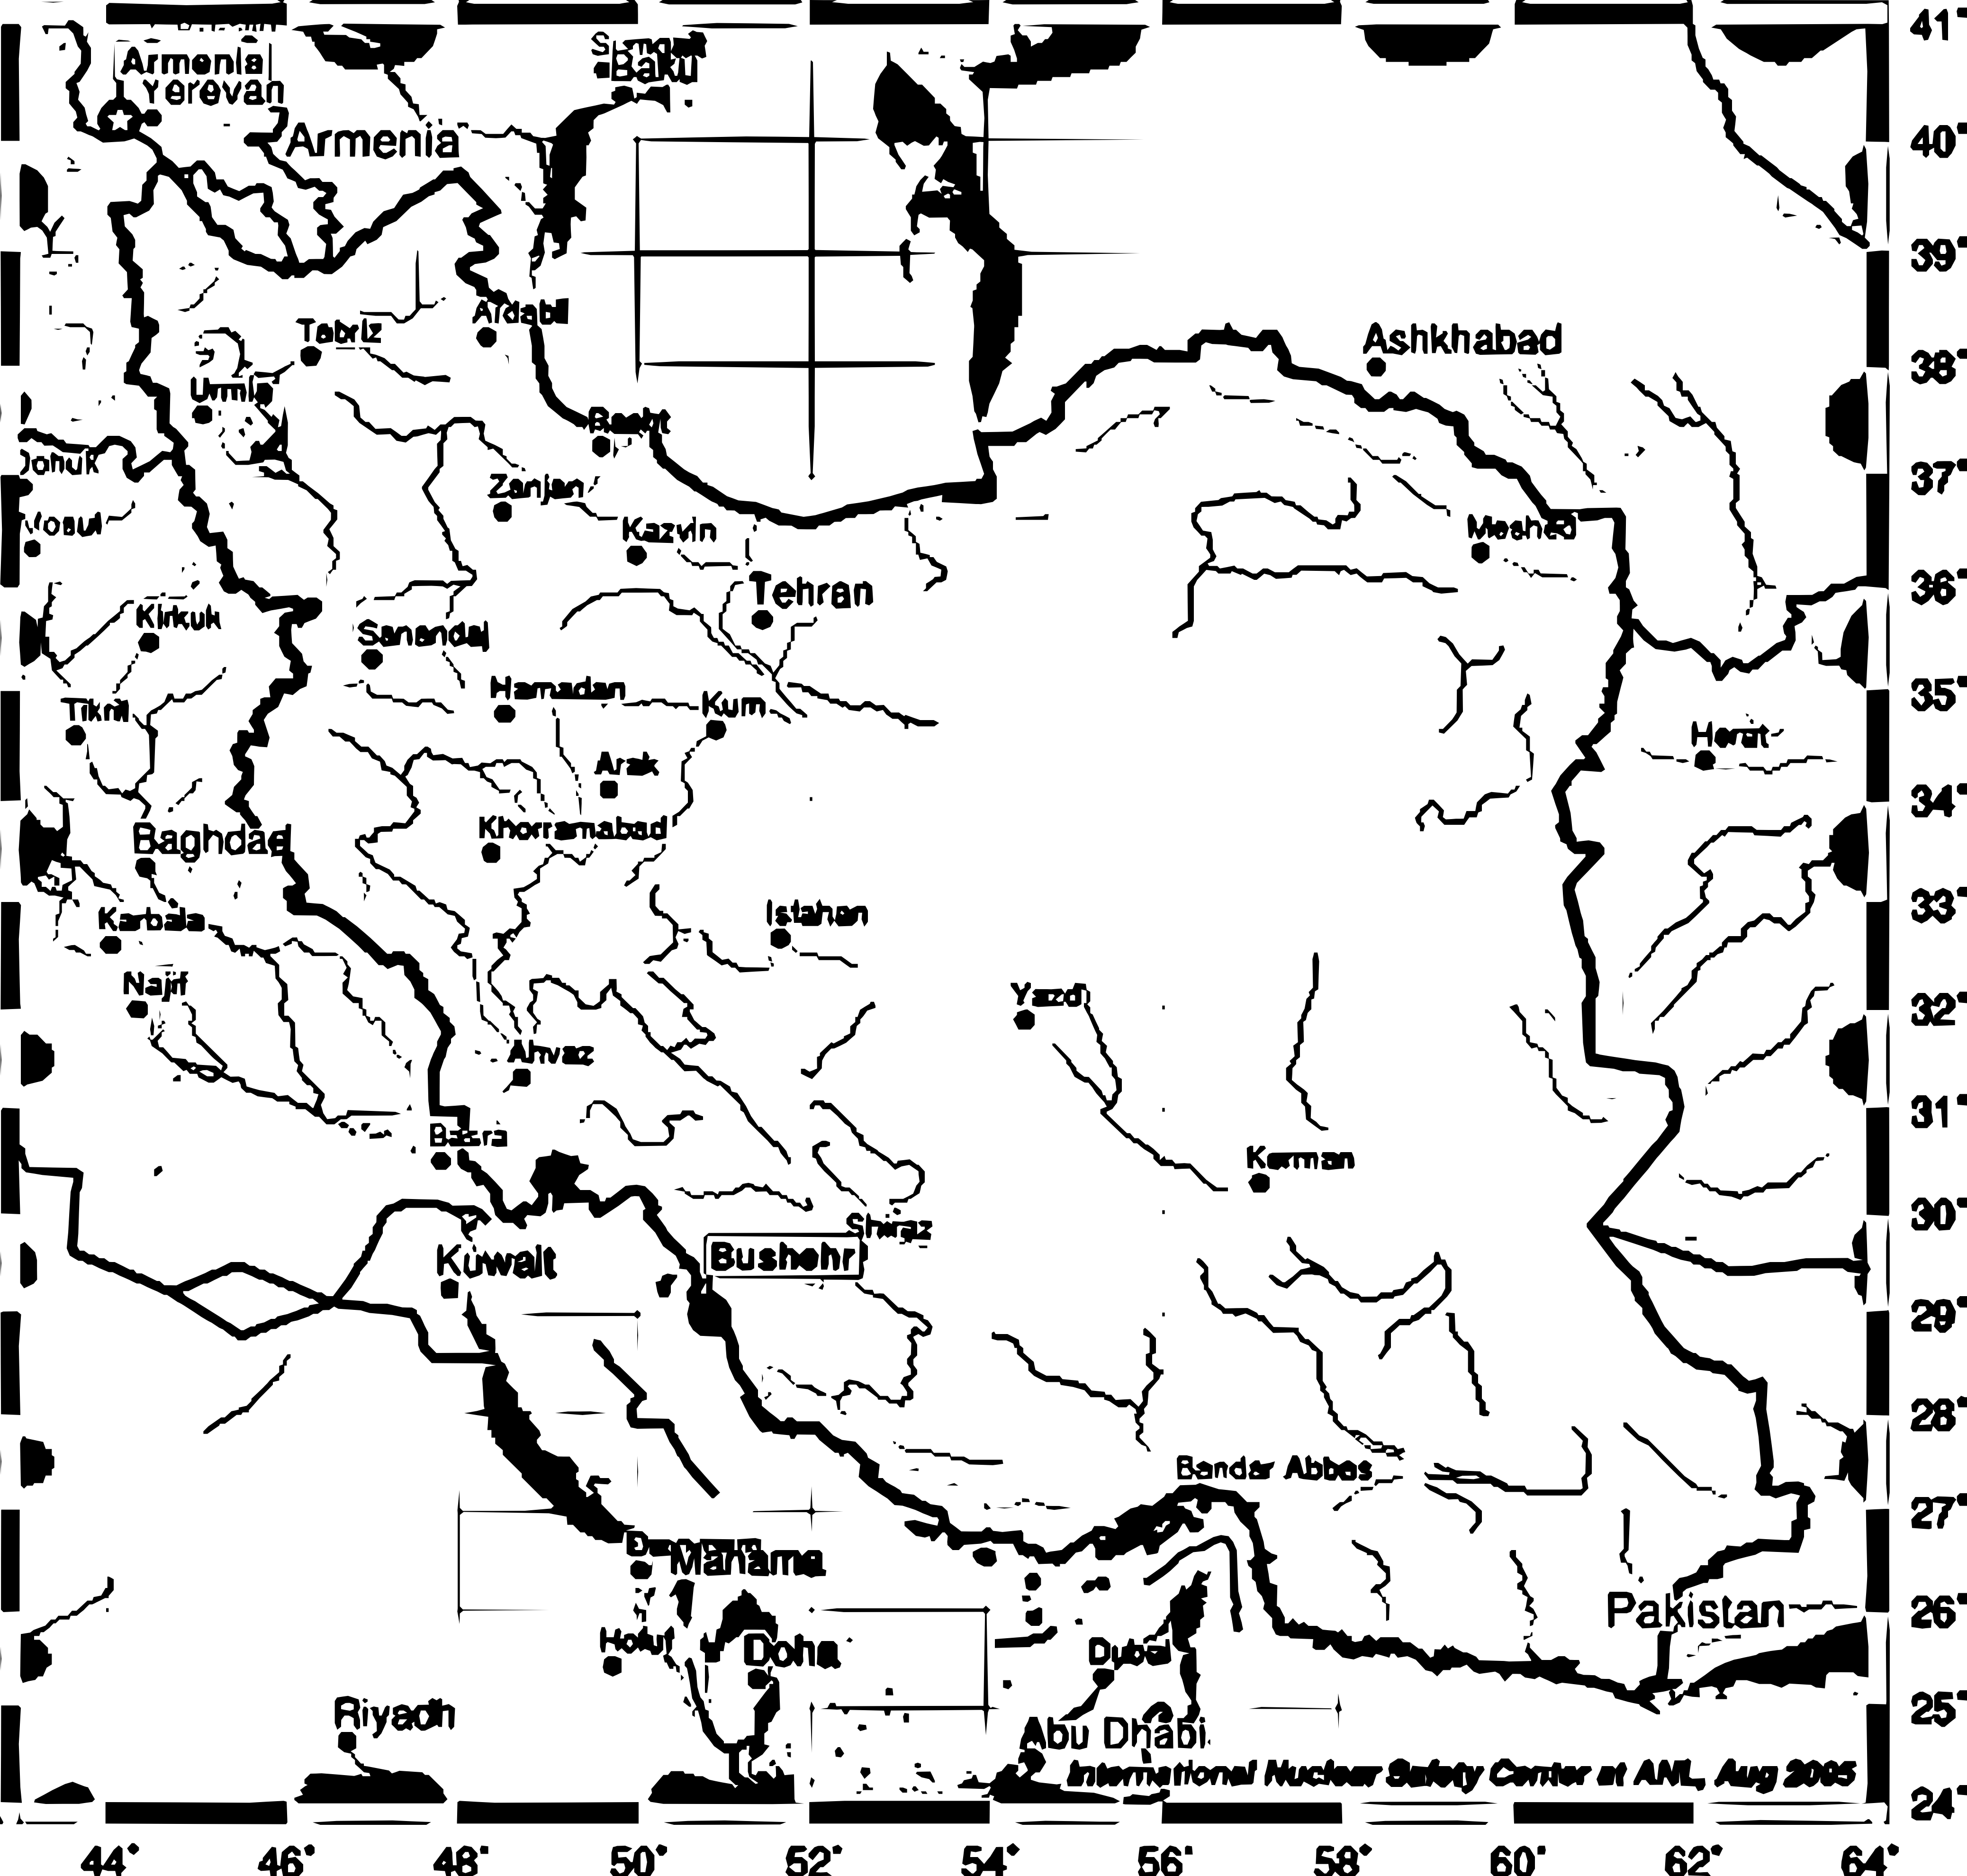 41°
Armenia
Baku
Yerevan
Armenia
40°
39°
Ardabil
Tabriz
Ashkhabad
38°
Urmia
37°
Zanjan
Kazvin
Meshed
Tehran
36°
Kirkuk
Sanandaj
Hamadan
Kum
35°
Tikrit
Herat
Arak
34°
Khorramabad
Baghdad
Isfahan
33°
Karbala
Najif
Yazd
32°
Ahvaz
31°
Basra
Kerman
30°
Shiraz
Bushehr
Kuwait
29°
28°
Bandar Abbas
27°
Manama
Pakistan
26°
Hofuf
Doha
Dubai
25°
Riyadh
Abu Dhabi
International Nuclear Safety Center at ANL, Aug 2005
24°
44° 46° 48° 50° 52° 54° 56° 58° 60° 62° 64°